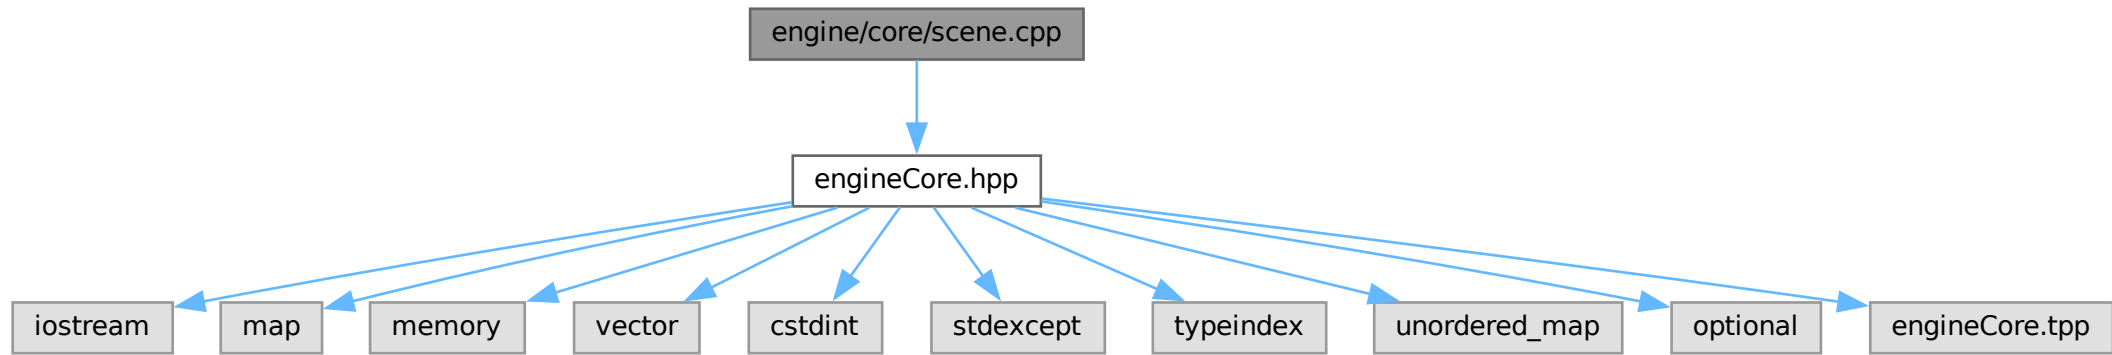 engine/core/scene.cpp
engineCore.hpp
iostream
map
memory
vector
cstdint
stdexcept
typeindex
unordered_map
optional
engineCore.tpp